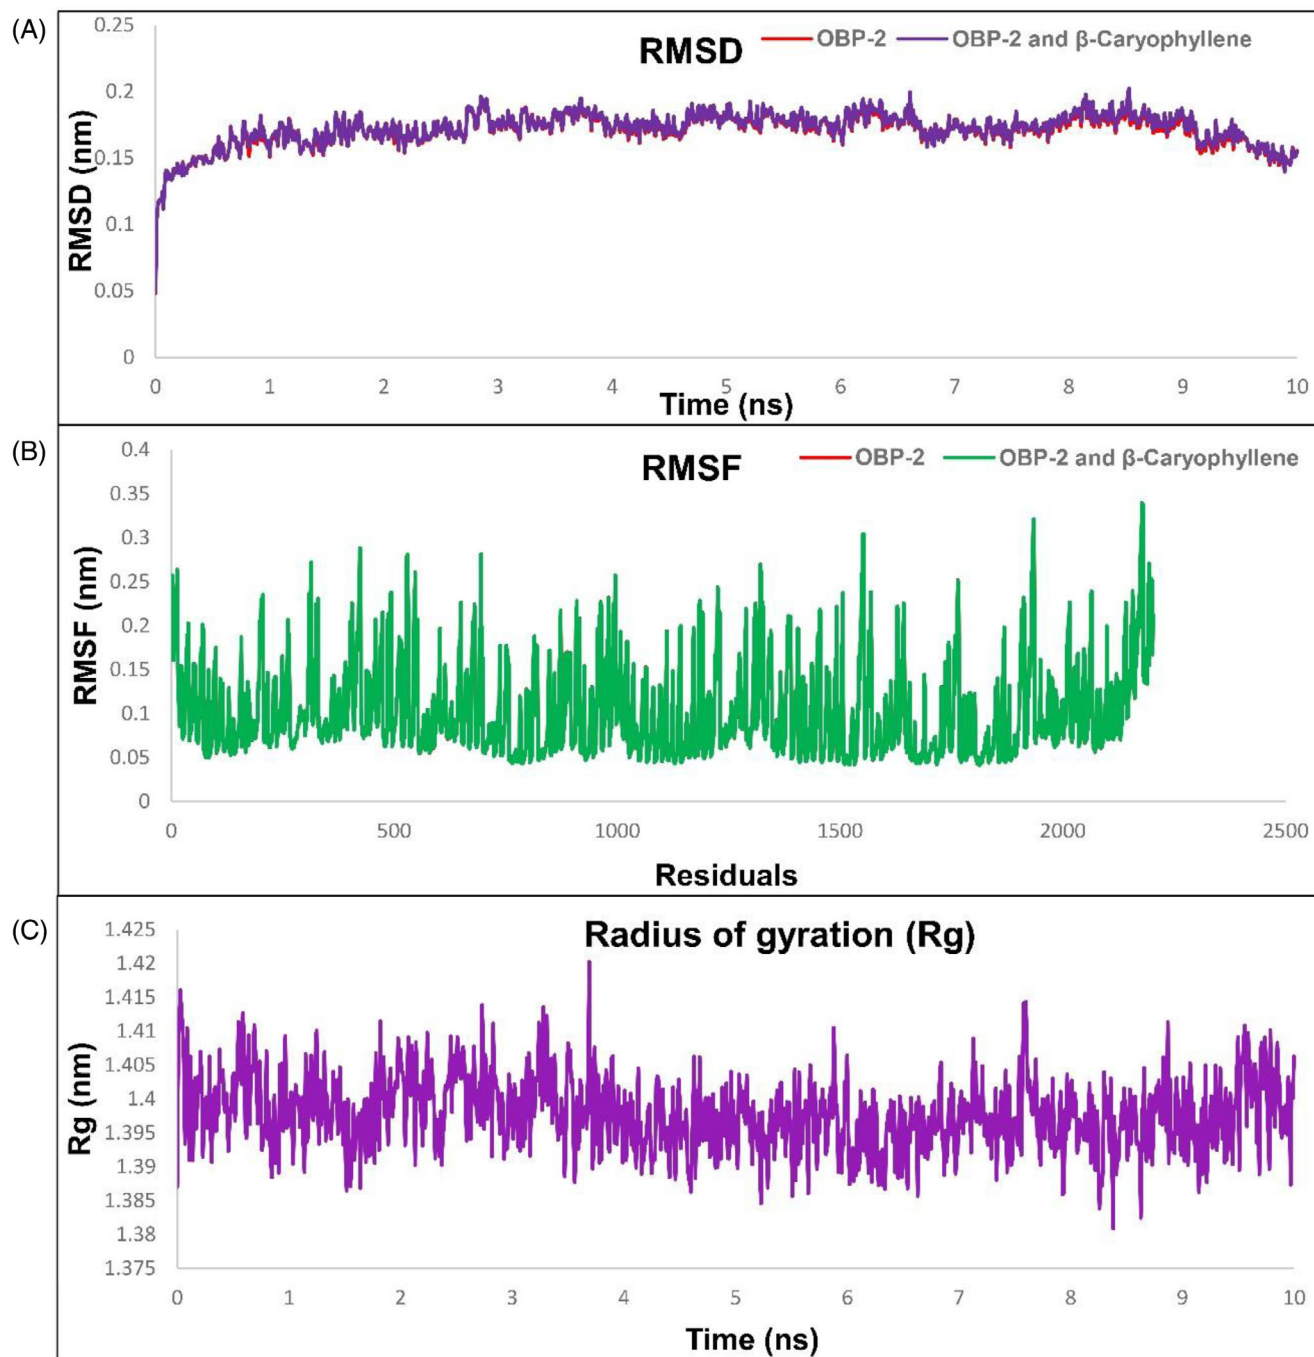 (A)
RMSD
OBP-2
OBP-2 and β-Caryophyllene
RMSD (nm)
0.25
0.2
0.15
0.1
0.05
0
0 1 2 3 4 5 6 7 8 9 10
Time (ns)
(B)
RMSF
OBP-2
OBP-2 and β-Caryophyllene
RMSF (nm)
0.4
0.35
0.3
0.25
0.2
0.15
0.1
0.05
0
0 500 1000 1500 2000 2500
Residuals
(C)
Radius of gyration (Rg)
Rg (nm)
1.425
1.42
1.415
1.41
1.405
1.4
1.395
1.39
1.385
1.38
1.375
0 1 2 3 4 5 6 7 8 9 10
Time (ns)